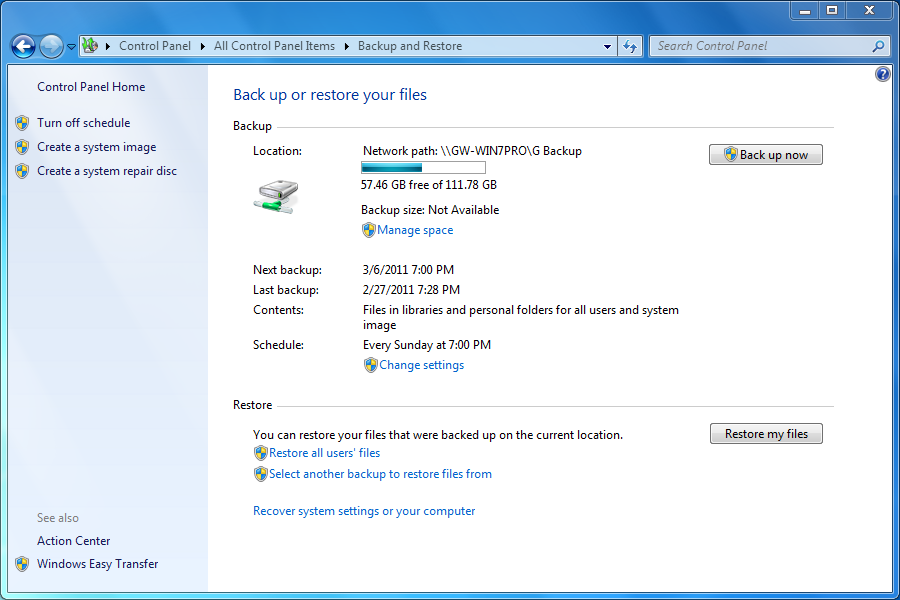 Control Panel
All Control Panel Items
Backup and Restore
Search Control Panel
Control Panel Home
Turn off schedule
Create a system image
Create a system repair disc
Back up or restore your files
Backup
Location:
Network path: \\GW-WIN7PRO\G Backup
Back up now
57.46 GB free of 111.78 GB
Backup size: Not Available
Manage space
Next backup:
3/6/2011 7:00 PM
Last backup:
2/27/2011 7:28 PM
Contents:
Files in libraries and personal folders for all users and system
image
Schedule:
Every Sunday at 7:00 PM
Change settings
Restore
You can restore your files that were backed up on the current location.
Restore my files
Restore all users' files
Select another backup to restore files from
Recover system settings or your computer
See also
Action Center
Windows Easy Transfer